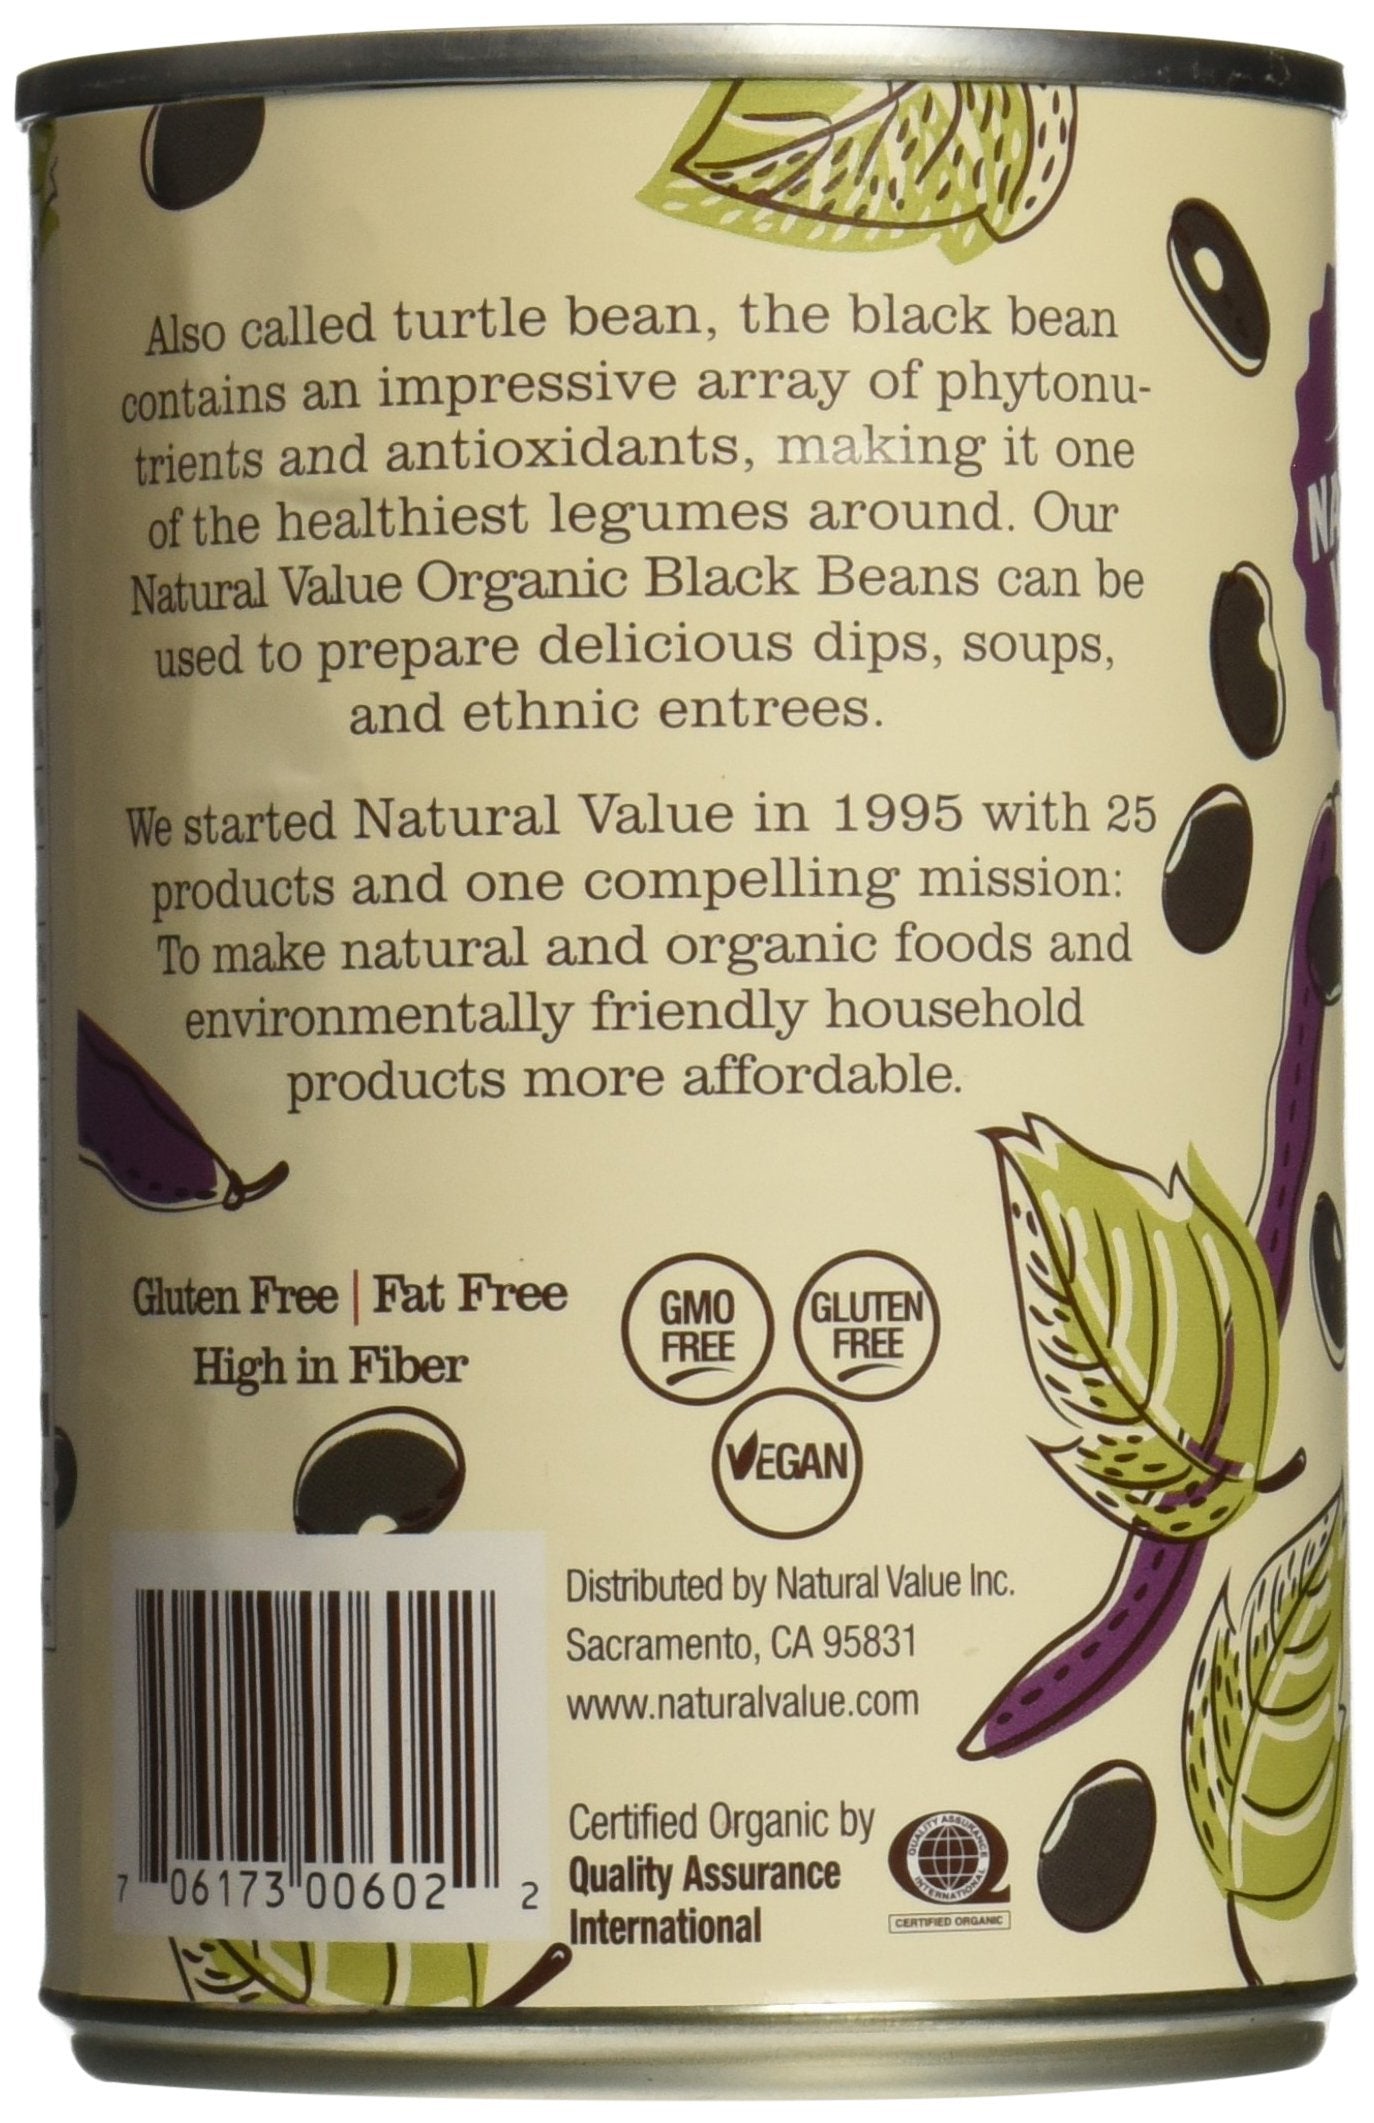 Also called turtle bean, the black bean
contains an impressive array of phytonu-
trients and antioxidants, making it one
of the healthiest legumes around. Our
Natural Value Organic Black Beans can be
used to prepare delicious dips, soups,
and ethnic entrees.
We started Natural Value in 1995 with 25
products and one compelling mission:
To make natural and organic foods and
environmentally friendly household
products more affordable.
Gluten Free | Fat Free
High in Fiber
GMO
FREE
GLUTEN
FREE
VEGAN
Distributed by Natural Value Inc.
Sacramento, CA 95831
www.naturalvalue.com
Certified Organic by
Quality Assurance
International
QUALITY ASSURANCE
INTERNATIONAL
CERTIFIED ORGANIC
7 06173 00602 2
NA